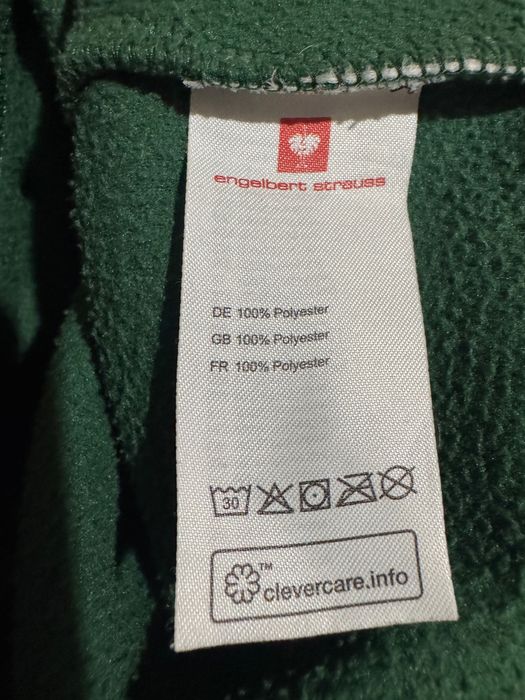 engelbert strauss
DE 100% Polyester
GB 100% Polyester
FR 100% Polyester
30
™
clevercare.info